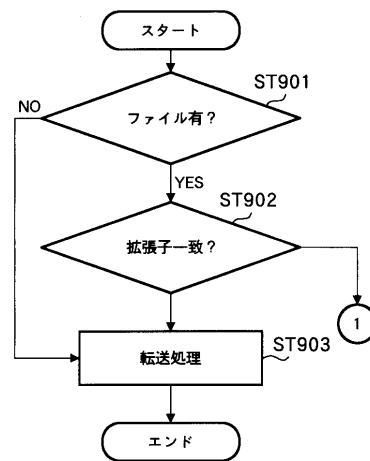 スタート
ST901
NO
ファイル有?
YES
ST902
拡張子一致?
1
ST903
転送処理
エンド